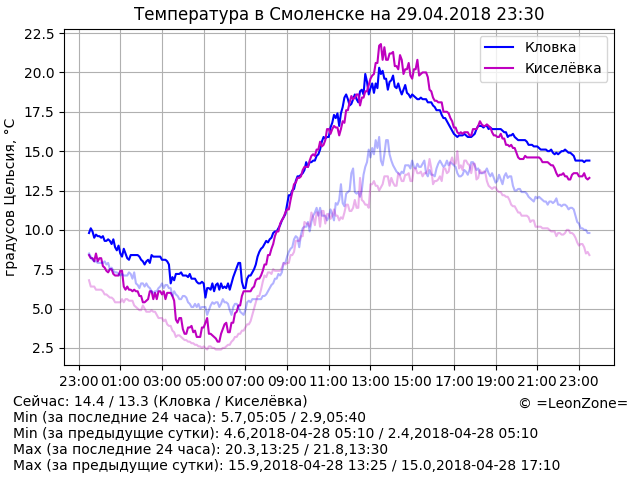 Температура в Смоленске на 29.04.2018 23:30
градусов Цельсия, °C
22.5
20.0
17.5
15.0
12.5
10.0
7.5
5.0
2.5
Кловка
Киселёвка
23:00 01:00 03:00 05:00 07:00 09:00 11:00 13:00 15:00 17:00 19:00 21:00 23:00
Сейчас: 14.4 / 13.3 (Кловка / Киселёвка)
© =LeonZone=
Min (за последние 24 часа): 5.7,05:05 / 2.9,05:40
Min (за предыдущие сутки): 4.6,2018-04-28 05:10 / 2.4,2018-04-28 05:10
Max (за последние 24 часа): 20.3,13:25 / 21.8,13:30
Max (за предыдущие сутки): 15.9,2018-04-28 13:25 / 15.0,2018-04-28 17:10